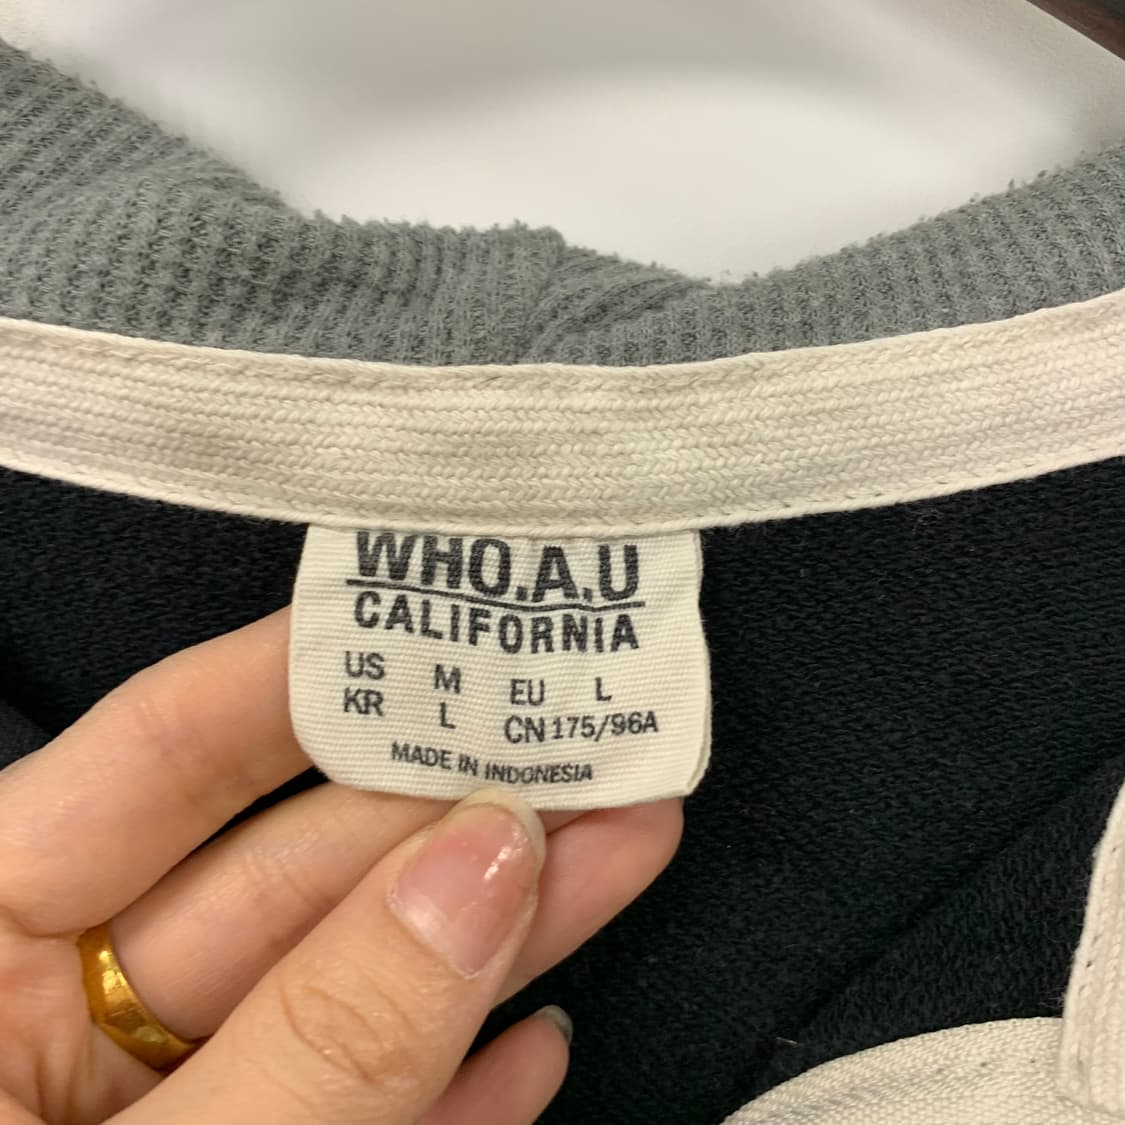 WHO.A.U
CALIFORNIA
US M EU L
KR L CN 175/96A
MADE IN INDONESIA